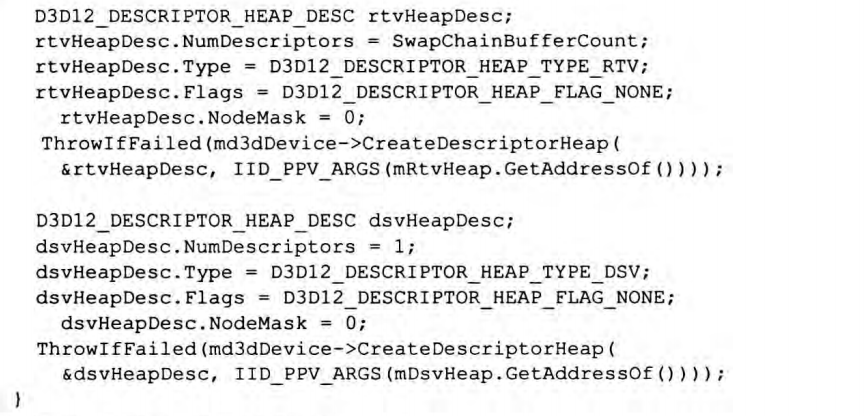 D3D12_DESCRIPTOR_HEAP_DESC rtvHeapDesc;
rtvHeapDesc.NumDescriptors = SwapChainBufferCount;
rtvHeapDesc.Type = D3D12_DESCRIPTOR_HEAP_TYPE_RTV;
rtvHeapDesc.Flags = D3D12_DESCRIPTOR_HEAP_FLAG_NONE;
rtvHeapDesc.NodeMask = 0;
ThrowIfFailed(md3dDevice->CreateDescriptorHeap(
&rtvHeapDesc, IID_PPV_ARGS(mRtvHeap.GetAddressOf())));
D3D12_DESCRIPTOR_HEAP_DESC dsvHeapDesc;
dsvHeapDesc.NumDescriptors = 1;
dsvHeapDesc.Type = D3D12_DESCRIPTOR_HEAP_TYPE_DSV;
dsvHeapDesc.Flags = D3D12_DESCRIPTOR_HEAP_FLAG_NONE;
dsvHeapDesc.NodeMask = 0;
ThrowIfFailed(md3dDevice->CreateDescriptorHeap(
&dsvHeapDesc, IID_PPV_ARGS(mDsvHeap.GetAddressOf())));
}